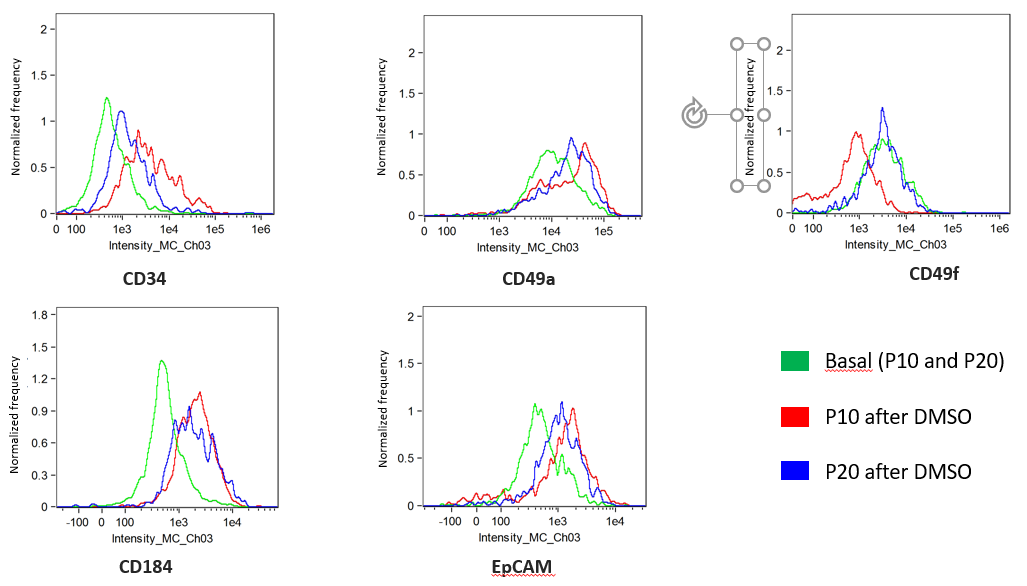 2
1.5
1
0.5
0
Normalized frequency
0 100 1e3 1e4 1e5 1e6
Intensity_MC_Ch03
CD34
2
1.5
1
0.5
0
Normalized frequency
0 100 1e3 1e4 1e5
Intensity_MC_Ch03
CD49a
2
1.5
1
0.5
0
Normalized frequency
0 100 1e3 1e4 1e5 1e6
Intensity_MC_Ch03
CD49f
1.8
1.5
1.2
0.9
0.6
0.3
0
Normalized frequency
-100 0 100 1e3 1e4
Intensity_MC_Ch03
CD184
2
1.5
1
0.5
0
Normalized frequency
-100 0 100 1e3 1e4
Intensity_MC_Ch03
EpCAM
Basal (P10 and P20)
P10 after DMSO
P20 after DMSO